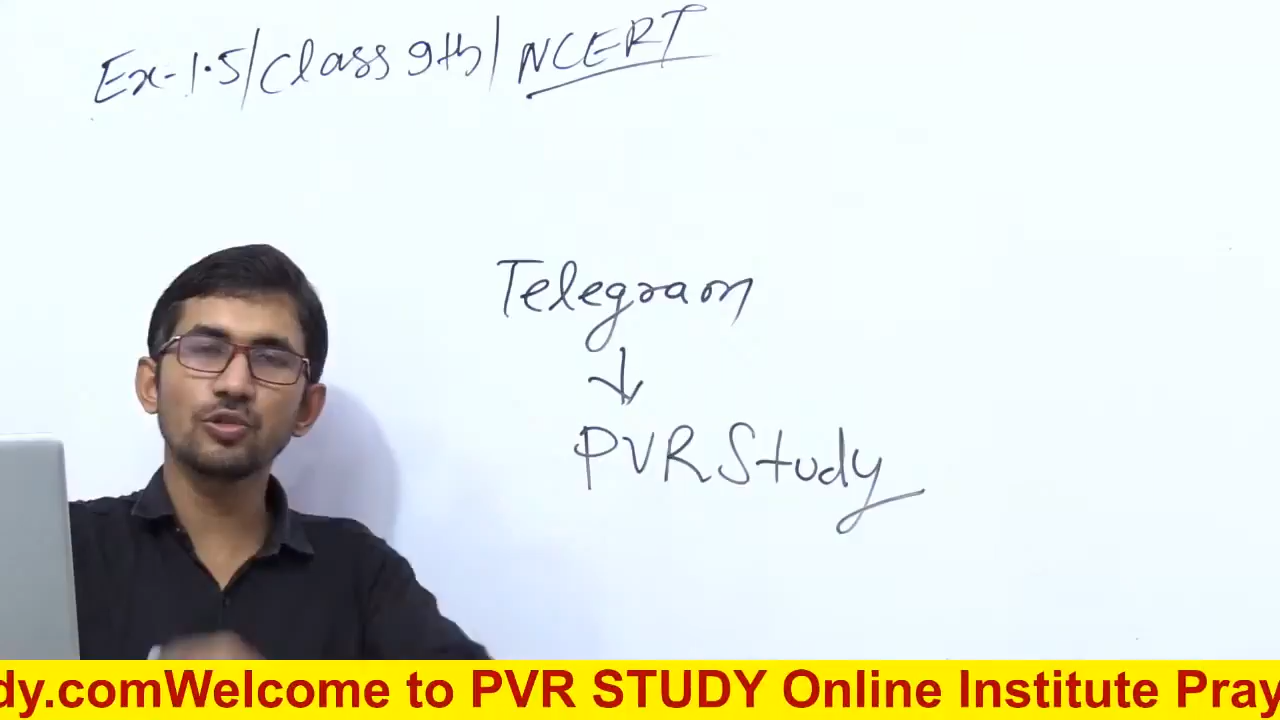 Ex-1.5/Class 9th/NCERT
Telegram
↓
PVR Study
dy.comWelcome to PVR STUDY Online Institute Pray